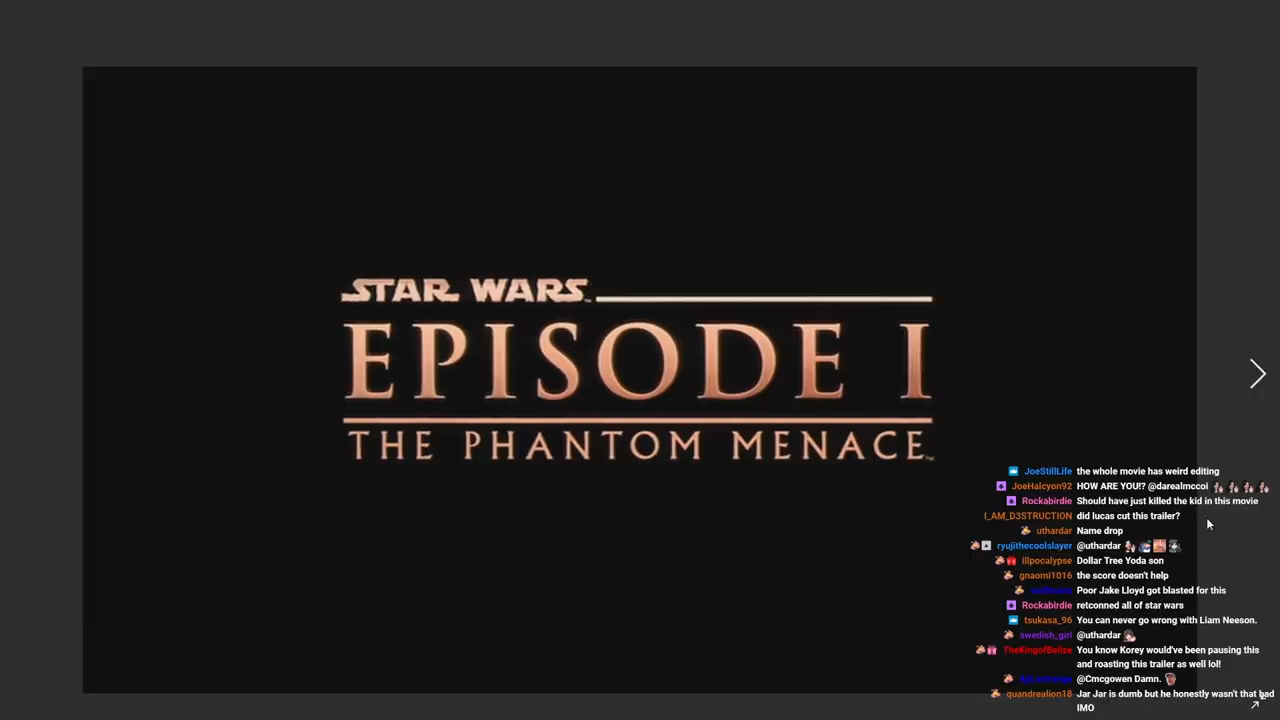 STAR WARS™
EPISODE I
THE PHANTOM MENACE™
JoeStillLife the whole movie has weird editing
JoeHalcyon92 HOW ARE YOU!? @darealmccoi
Rockabirdie Should have just killed the kid in this movie
I_AM_D3STRUCTION did lucas cut this trailer?
uthardar Name drop
ryujithecoolslayer @uthardar
illpocalypse Dollar Tree Yoda son
gnaomi1016 the score doesn't help
Poor Jake Lloyd got blasted for this
Rockabirdie retconned all of star wars
tsukasa_96 You can never go wrong with Liam Neeson.
swedish_girl @uthardar
TheKingofBelize You know Korey would've been pausing this
and roasting this trailer as well lol!
@Cmcgowen Damn.
quandrealion18 Jar Jar is dumb but he honestly wasn't that bad
IMO